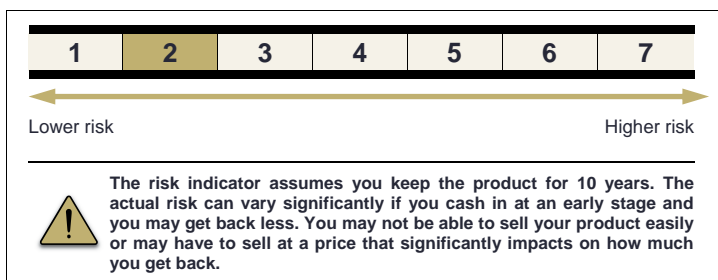 1 2 3 4 5 6 7
Lower risk Higher risk
The risk indicator assumes you keep the product for 10 years. The
actual risk can vary significantly if you cash in at an early stage and
you may get back less. You may not be able to sell your product easily
or may have to sell at a price that significantly impacts on how much
you get back.